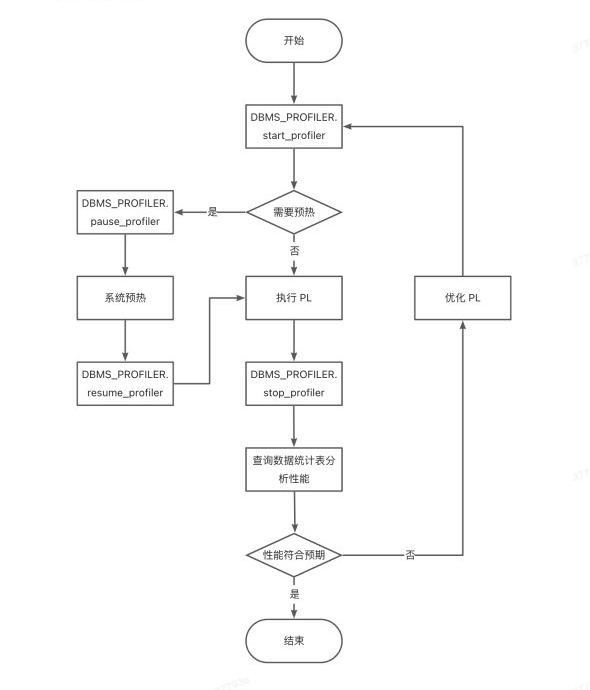 开始
DBMS_PROFILER.
start_profiler
需要预热
是
DBMS_PROFILER.
pause_profiler
否
系统预热
执行 PL
优化 PL
DBMS_PROFILER.
resume_profiler
DBMS_PROFILER.
stop_profiler
查询数据统计表分
析性能
性能符合预期
否
是
结束